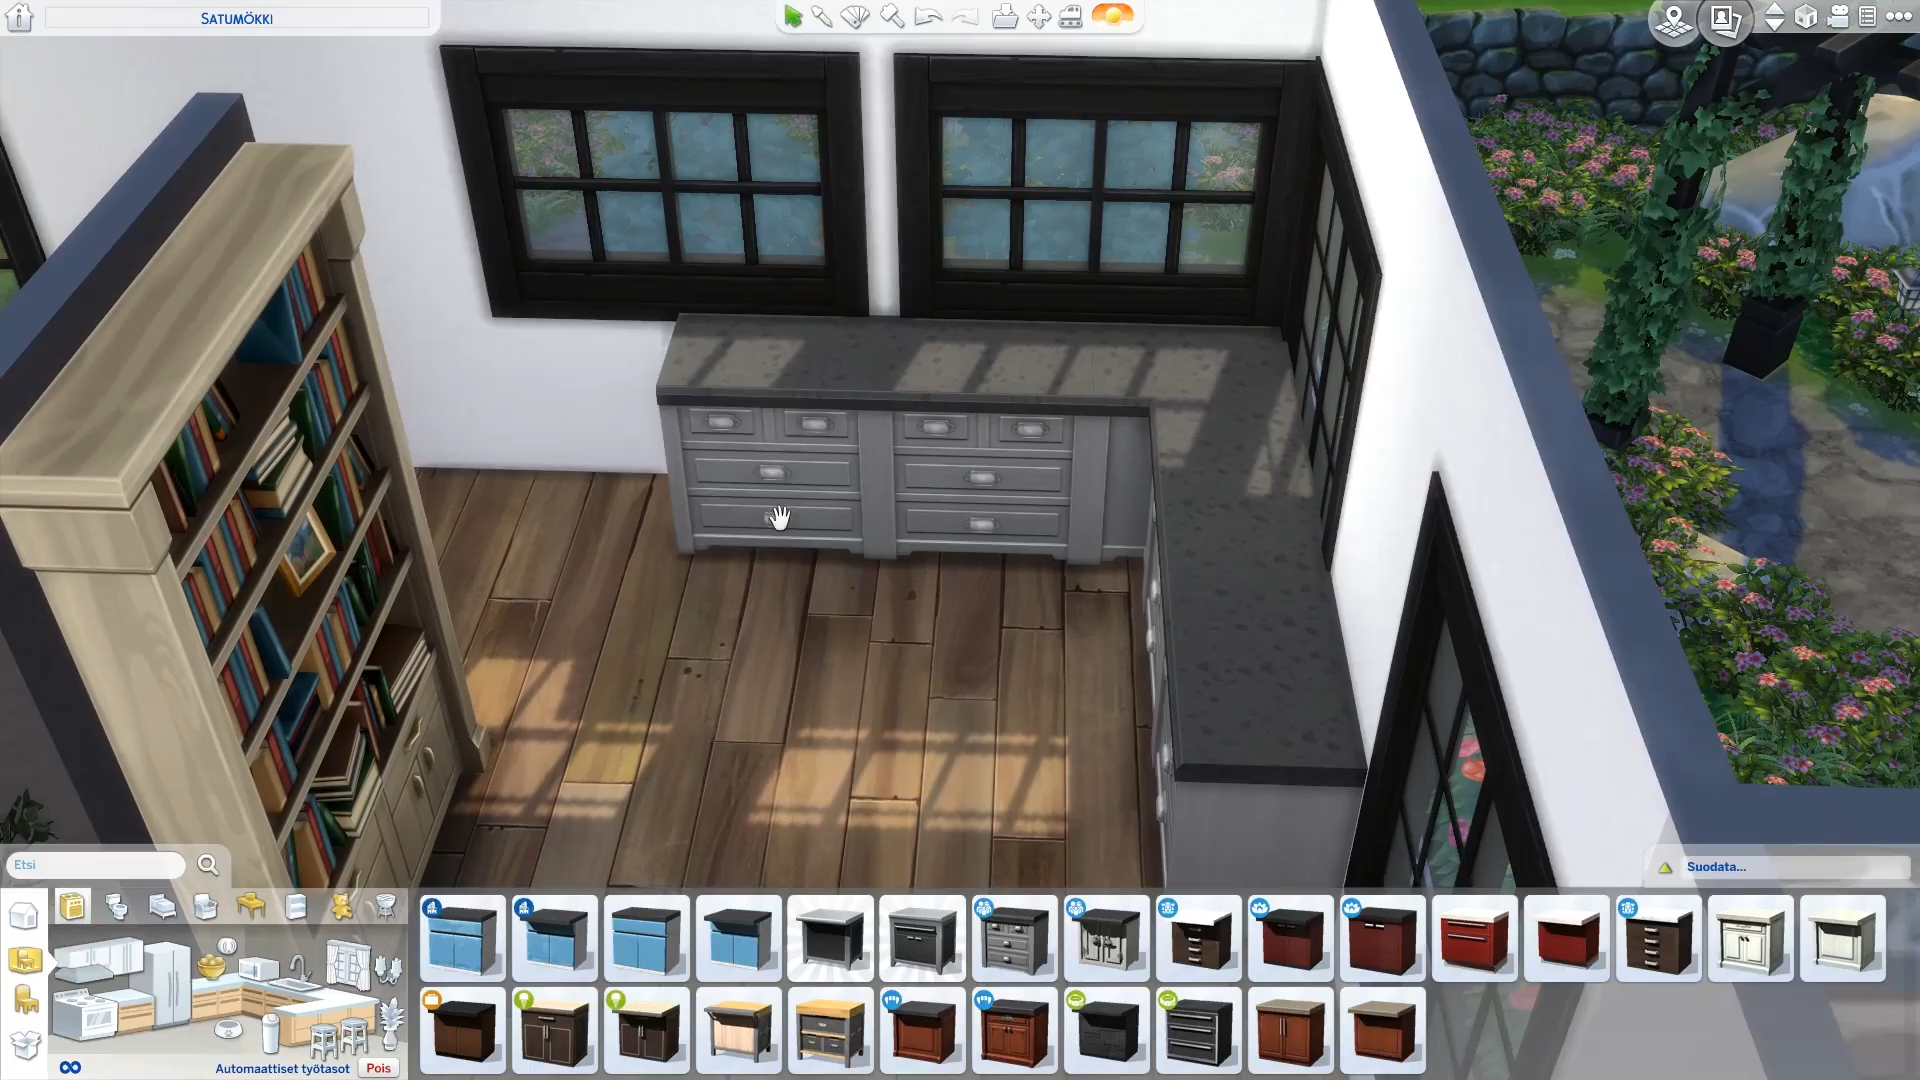 Satumökki
Etsi
Suodata...
Automaattiset työtasot
Pois